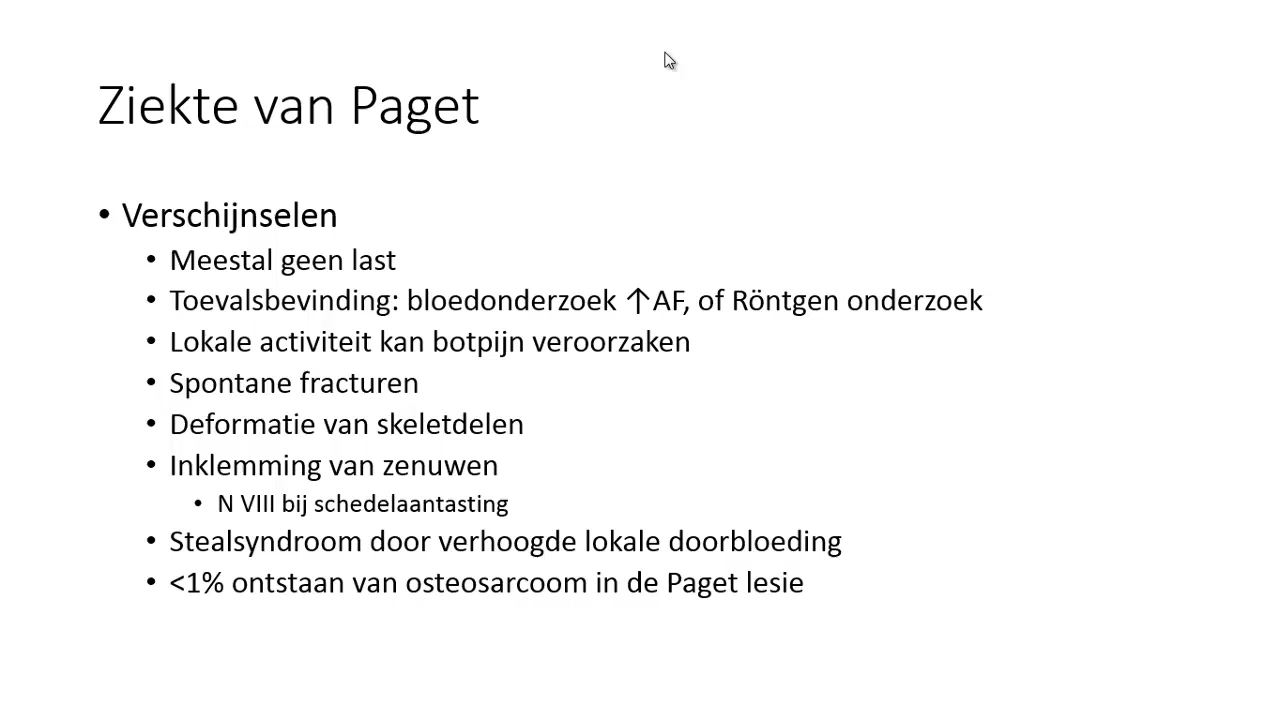 Ziekte van Paget
• Verschijnselen
• Meestal geen last
• Toevalsbevinding: bloedonderzoek ↑AF, of Röntgen onderzoek
• Lokale activiteit kan botpijn veroorzaken
• Spontane fracturen
• Deformatie van skeletdelen
• Inklemming van zenuwen
• N VIII bij schedelaantasting
• Stealsyndroom door verhoogde lokale doorbloeding
• <1% ontstaan van osteosarcoom in de Paget lesie